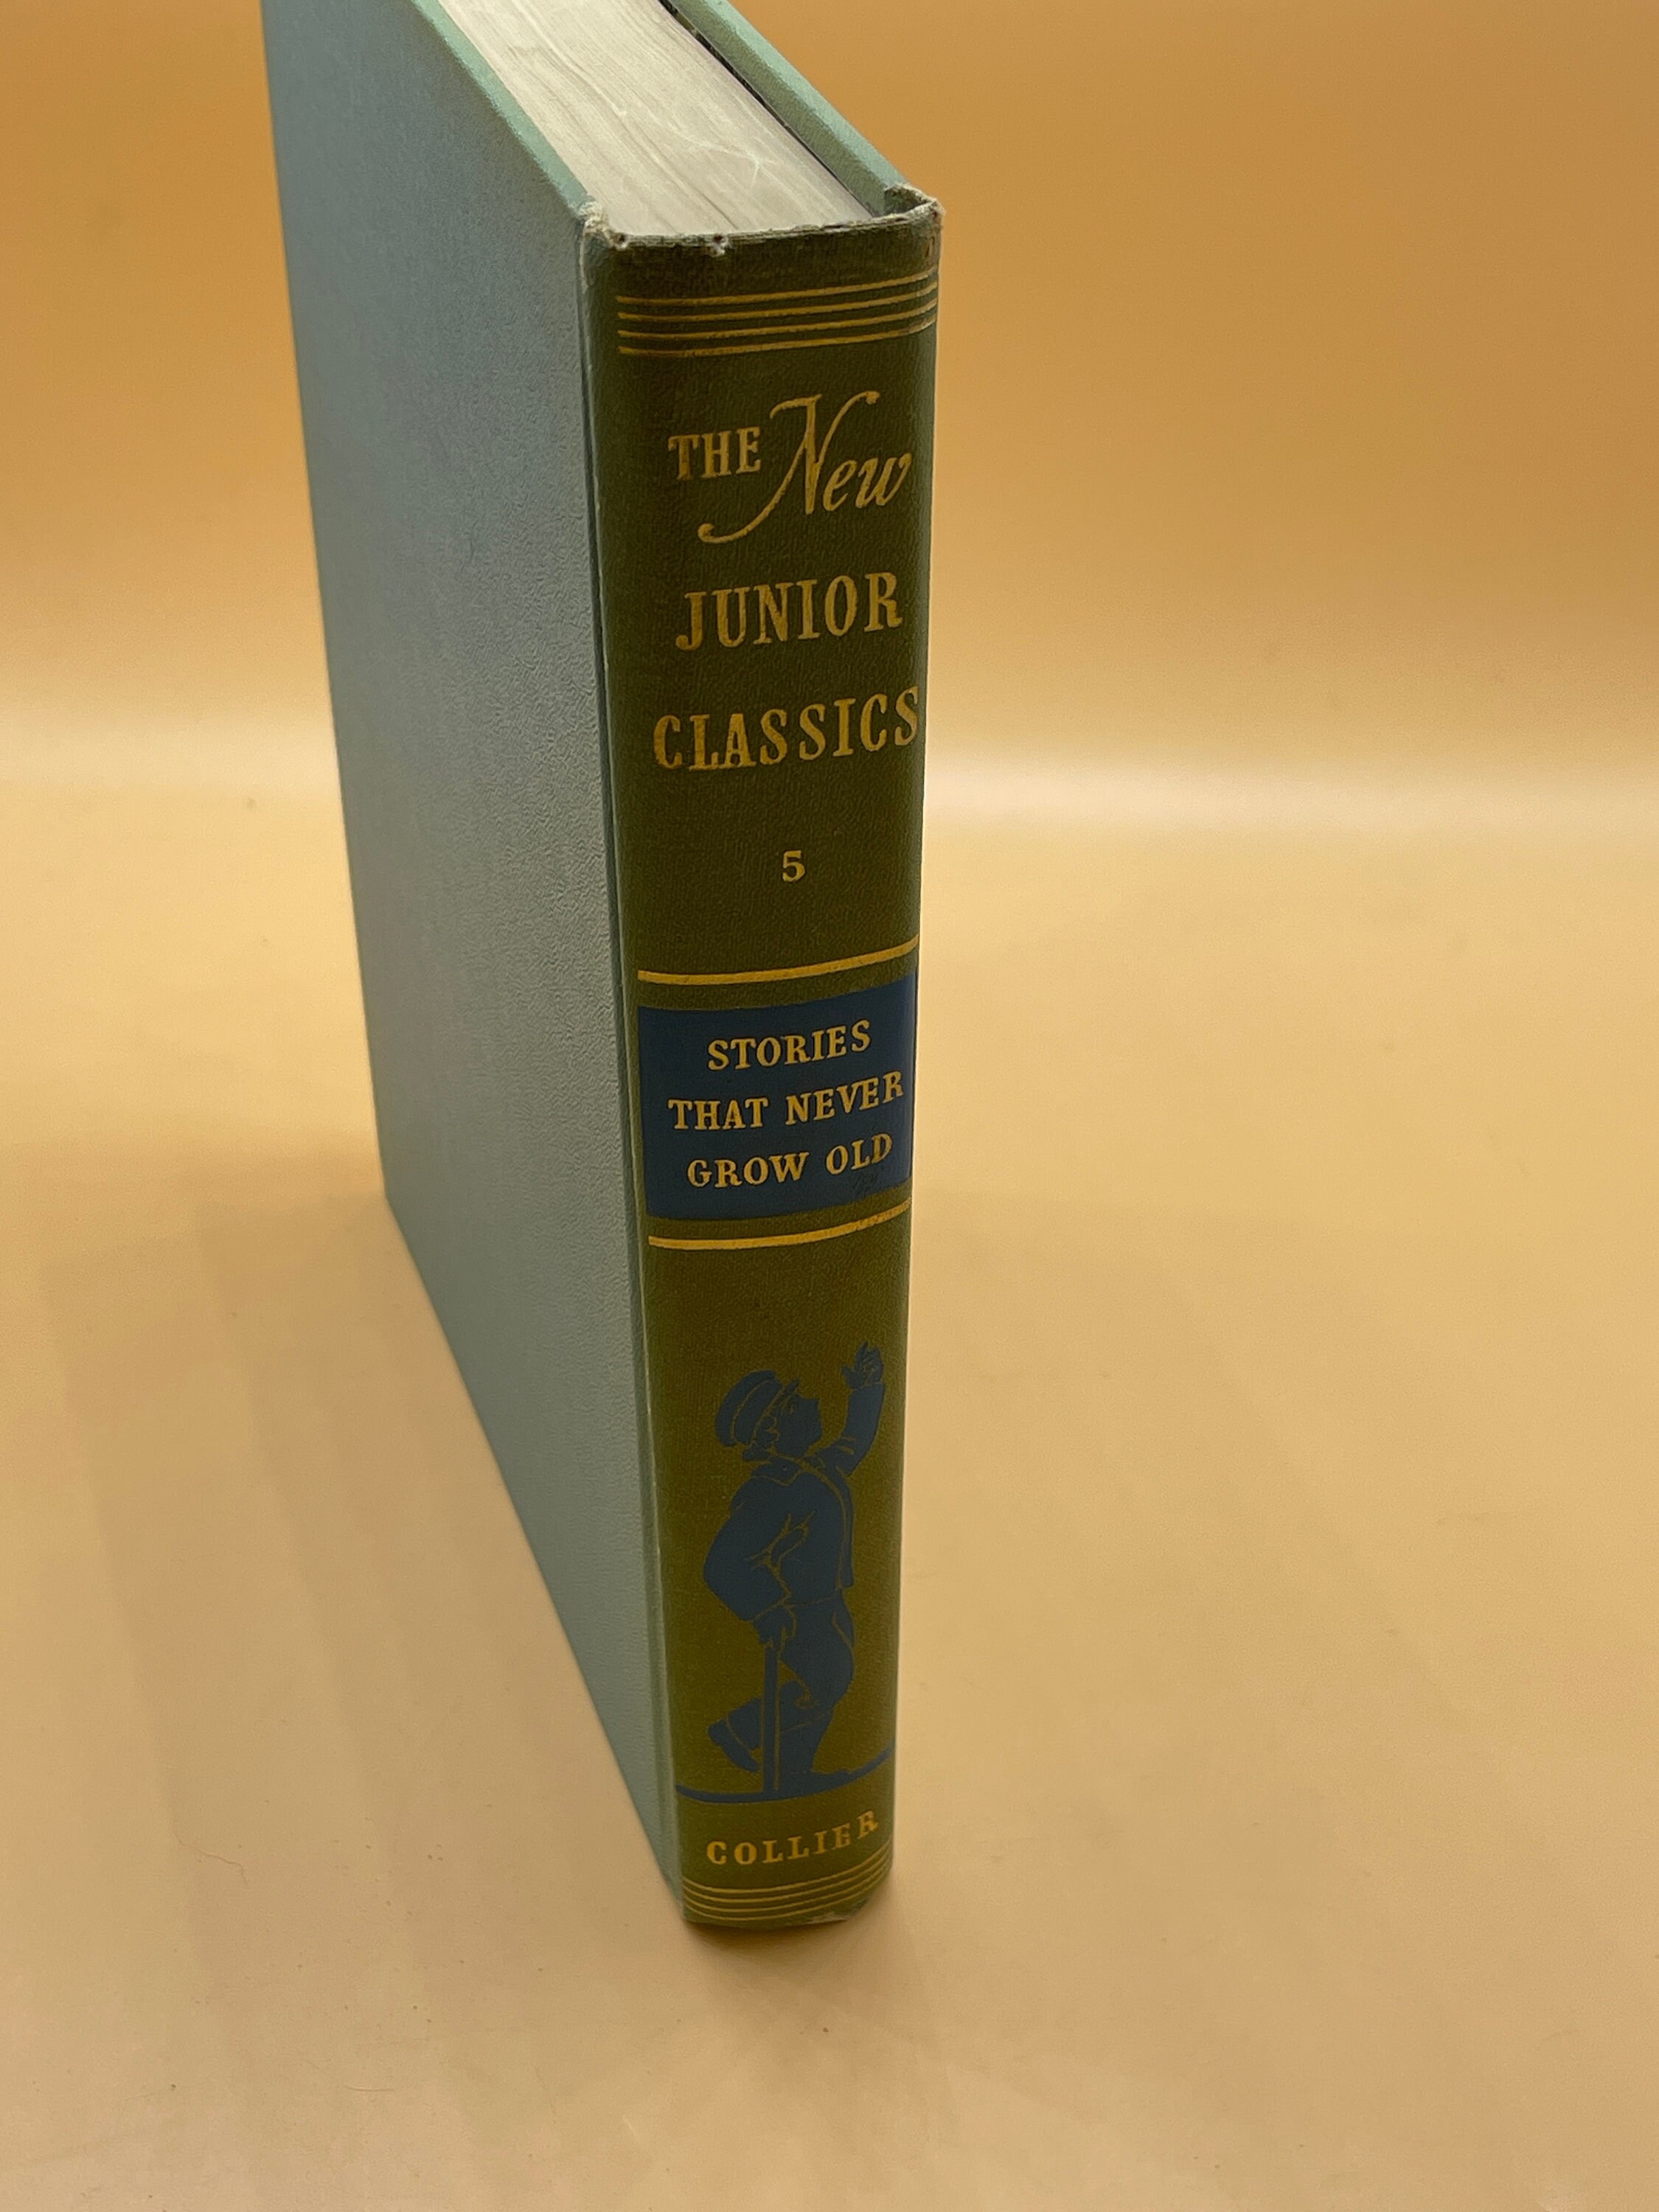 THE New
JUNIOR
CLASSICS
5
STORIES
THAT NEVER
GROW OLD
COLLIER